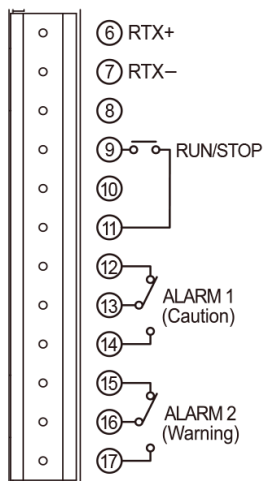 6 RTX+
7 RTX–
8
9 RUN/STOP
10
11
12
13 ALARM 1
(Caution)
14
15
16 ALARM 2
(Warning)
17